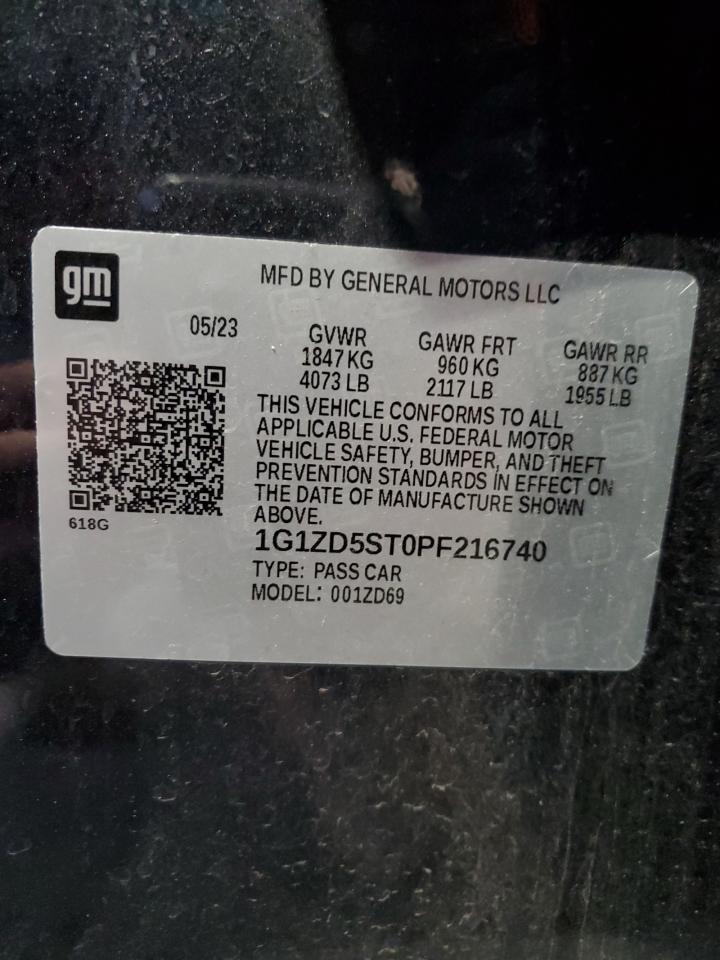 gm
MFD BY GENERAL MOTORS LLC
05/23
GVWR GAWR FRT GAWR RR
1847 KG 960 KG 887 KG
4073 LB 2117 LB 1955 LB
THIS VEHICLE CONFORMS TO ALL
APPLICABLE U.S. FEDERAL MOTOR
VEHICLE SAFETY, BUMPER, AND THEFT
PREVENTION STANDARDS IN EFFECT ON
THE DATE OF MANUFACTURE SHOWN
ABOVE.
618G
1G1ZD5ST0PF216740
TYPE: PASS CAR
MODEL: 001ZD69